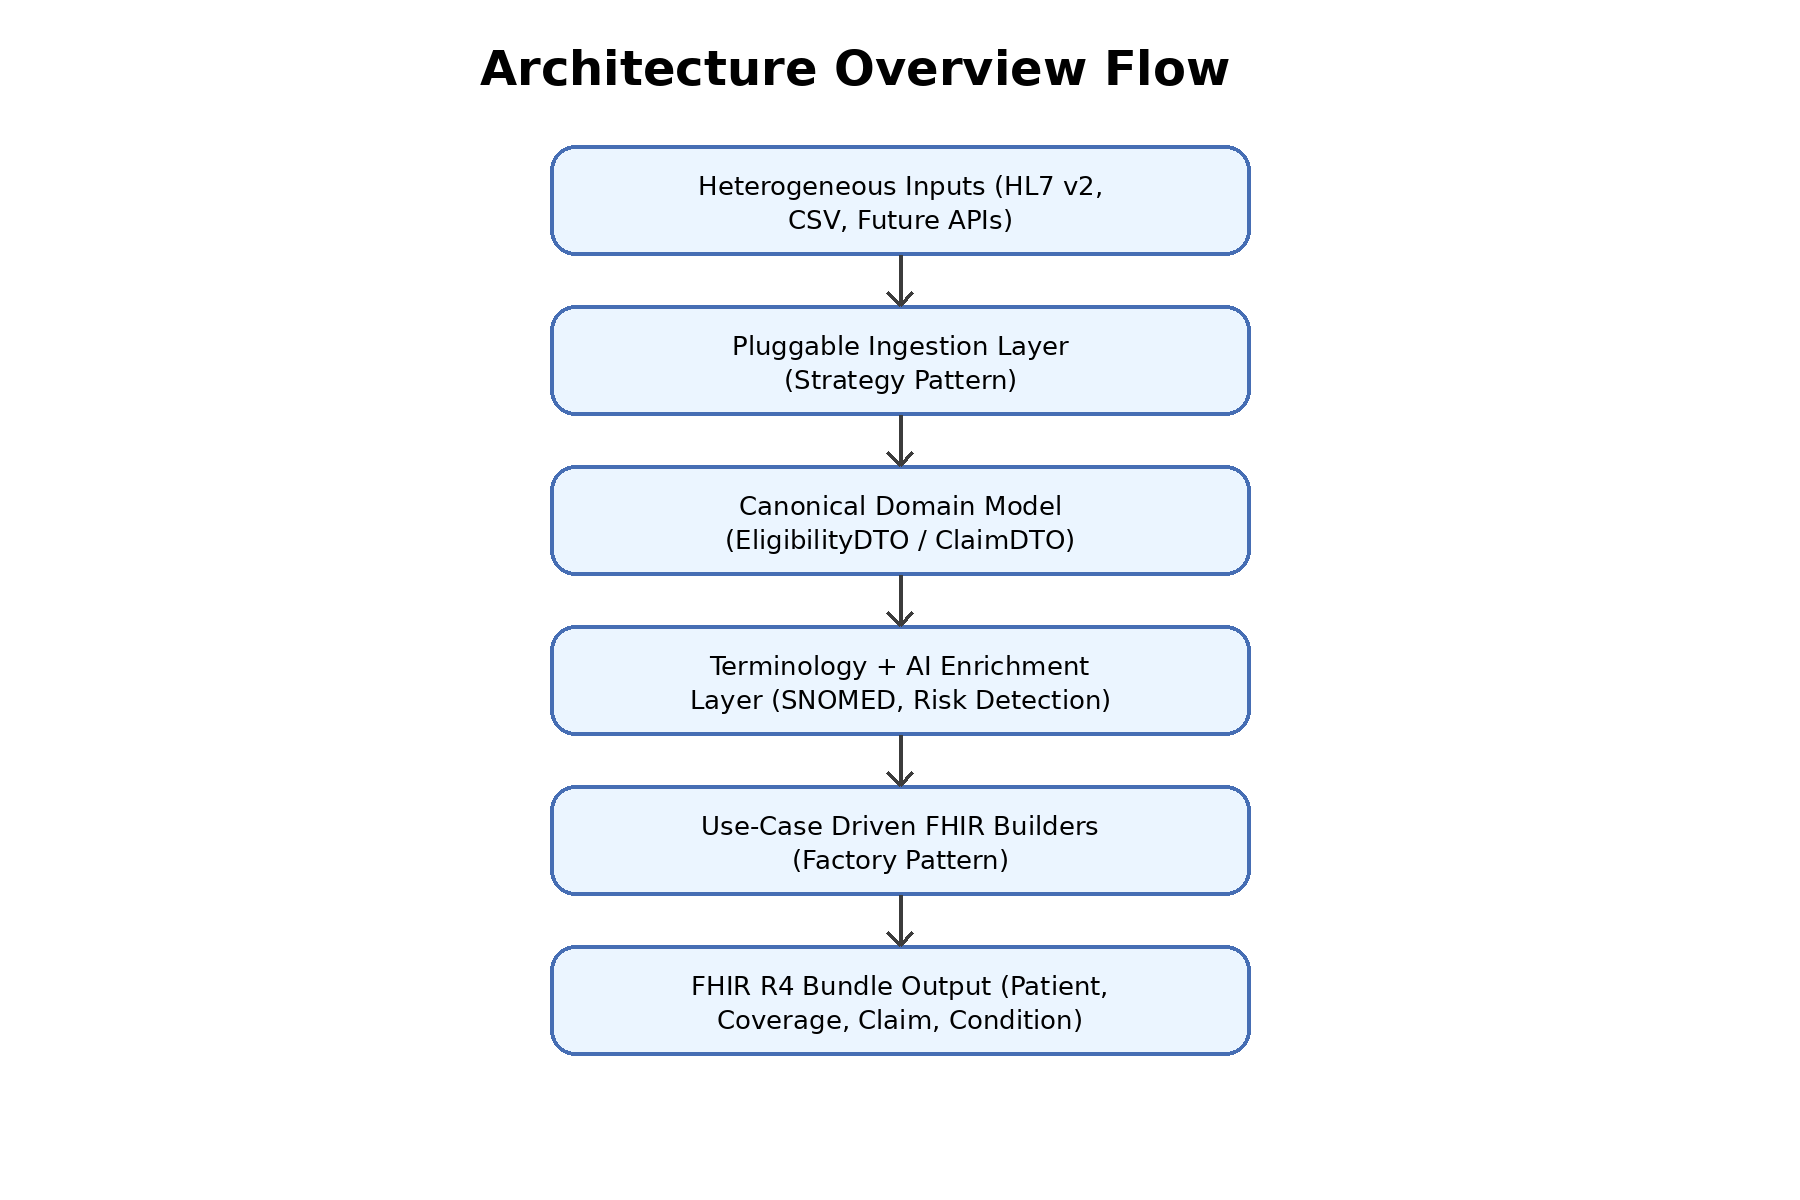 Architecture Overview Flow
Heterogeneous Inputs (HL7 v2,
CSV, Future APIs)
Pluggable Ingestion Layer
(Strategy Pattern)
Canonical Domain Model
(EligibilityDTO / ClaimDTO)
Terminology + AI Enrichment
Layer (SNOMED, Risk Detection)
Use-Case Driven FHIR Builders
(Factory Pattern)
FHIR R4 Bundle Output (Patient,
Coverage, Claim, Condition)